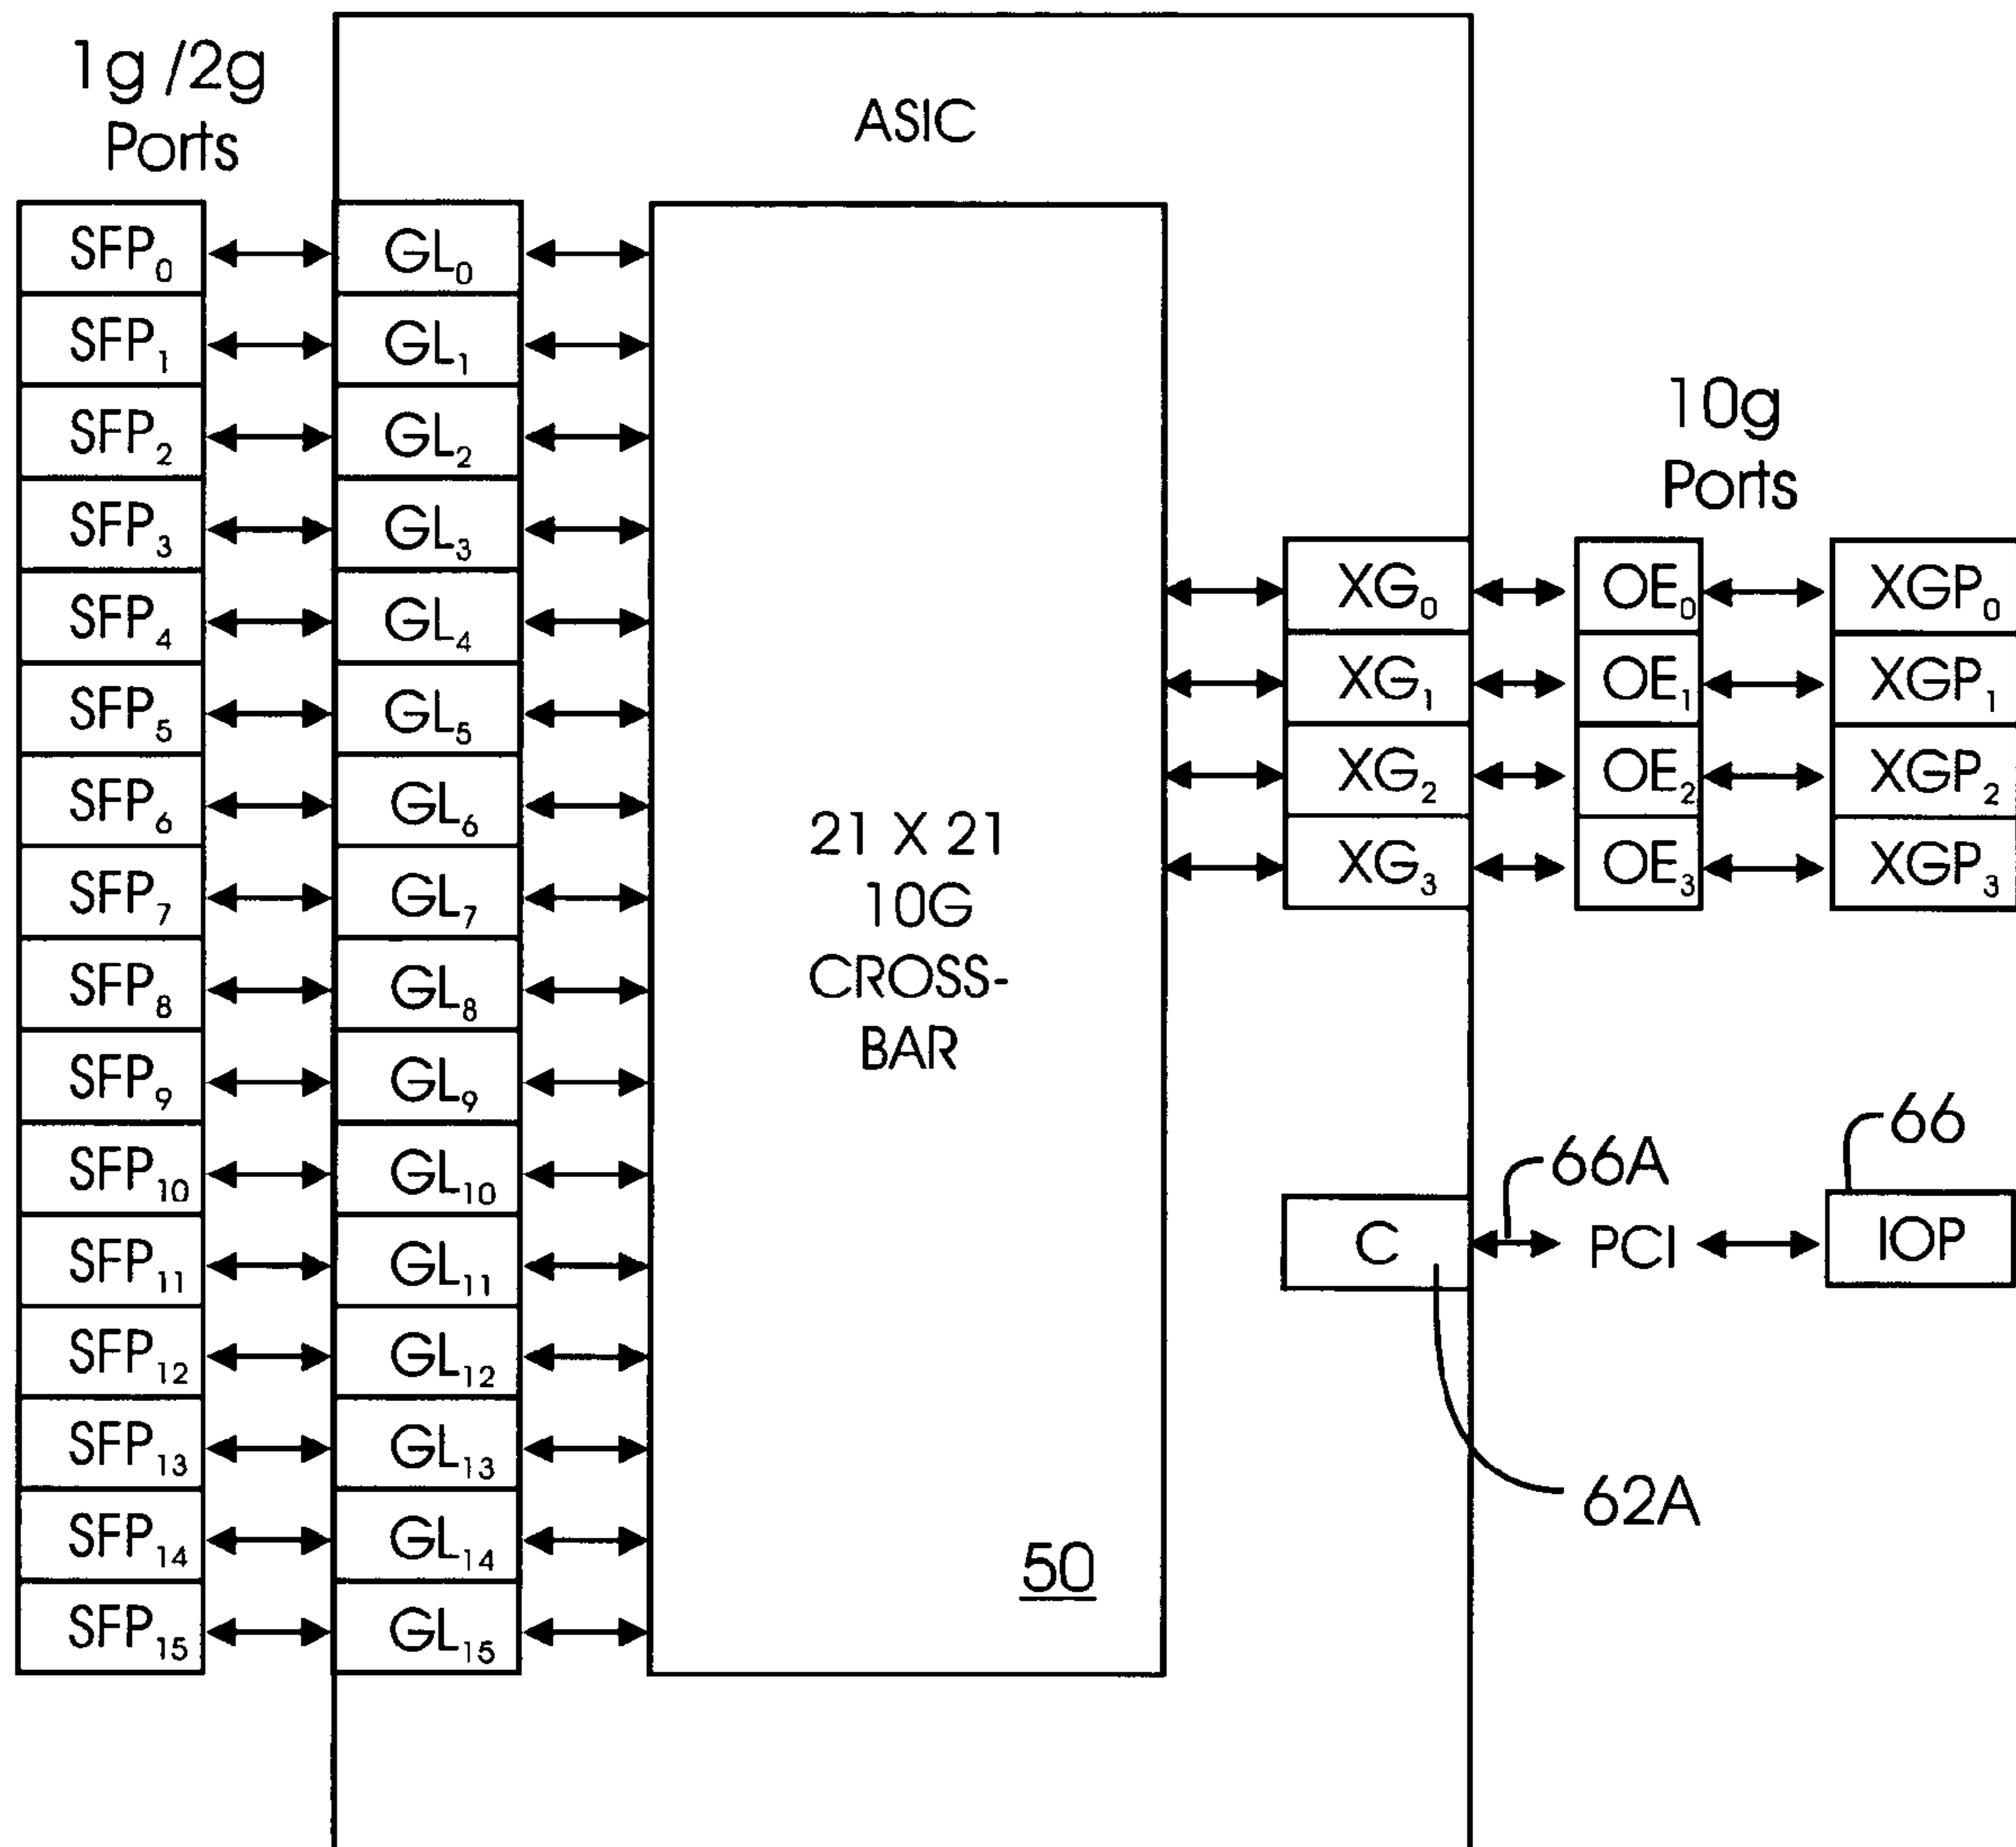 1g /2g
Ports
ASIC
SFP0 GL0
SFP1 GL1
SFP2 GL2
SFP3 GL3
SFP4 GL4
SFP5 GL5
SFP6 GL6
SFP7 GL7
SFP8 GL8
SFP9 GL9
SFP10 GL10
SFP11 GL11
SFP12 GL12
SFP13 GL13
SFP14 GL14
SFP15 GL15
21 X 21
10G
CROSS-
BAR
50
10g
Ports
XG0 OE0 XGP0
XG1 OE1 XGP1
XG2 OE2 XGP2
XG3 OE3 XGP3
66A
66
C PCI IOP
62A